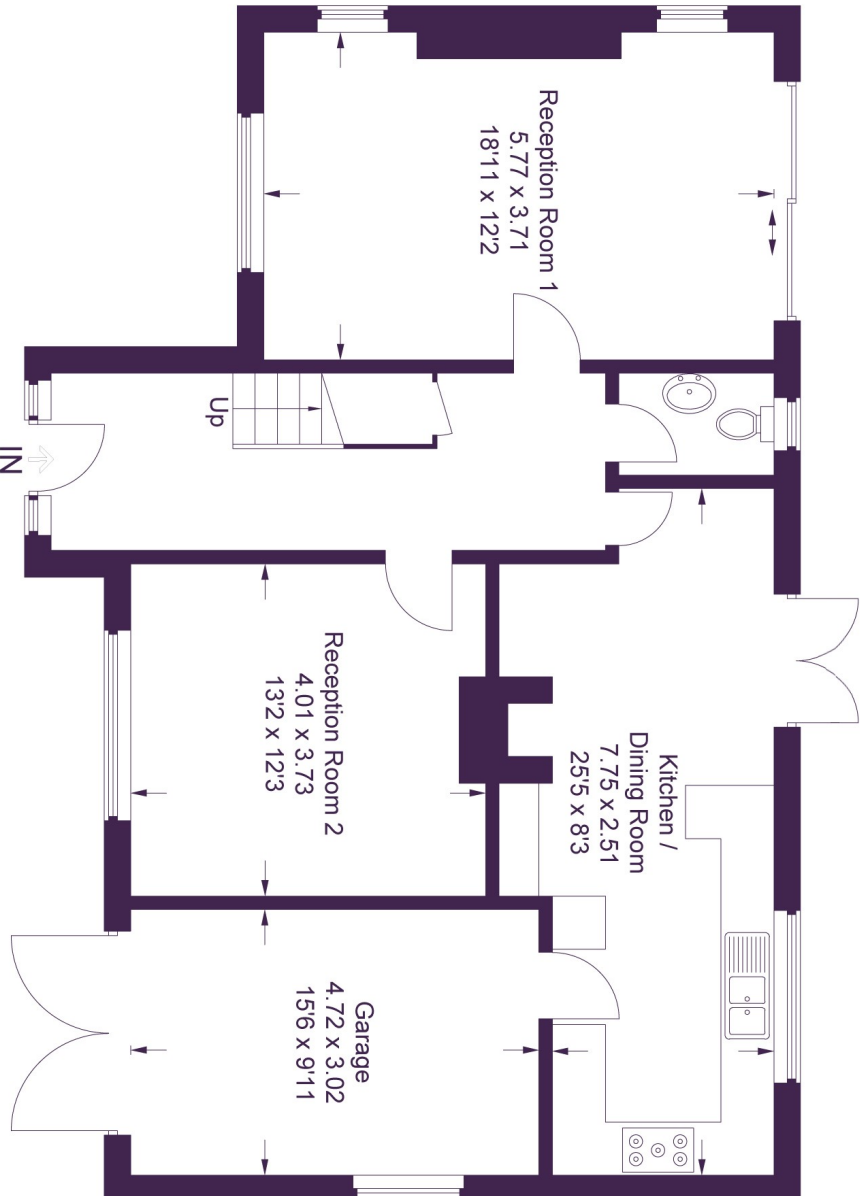 Reception Room 1
5.77 x 3.71
18'11 x 12'2
Kitchen /
Dining Room
7.75 x 2.51
25'5 x 8'3
Up
Reception Room 2
4.01 x 3.73
13'2 x 12'3
Garage
4.72 x 3.02
15'6 x 9'11
IN